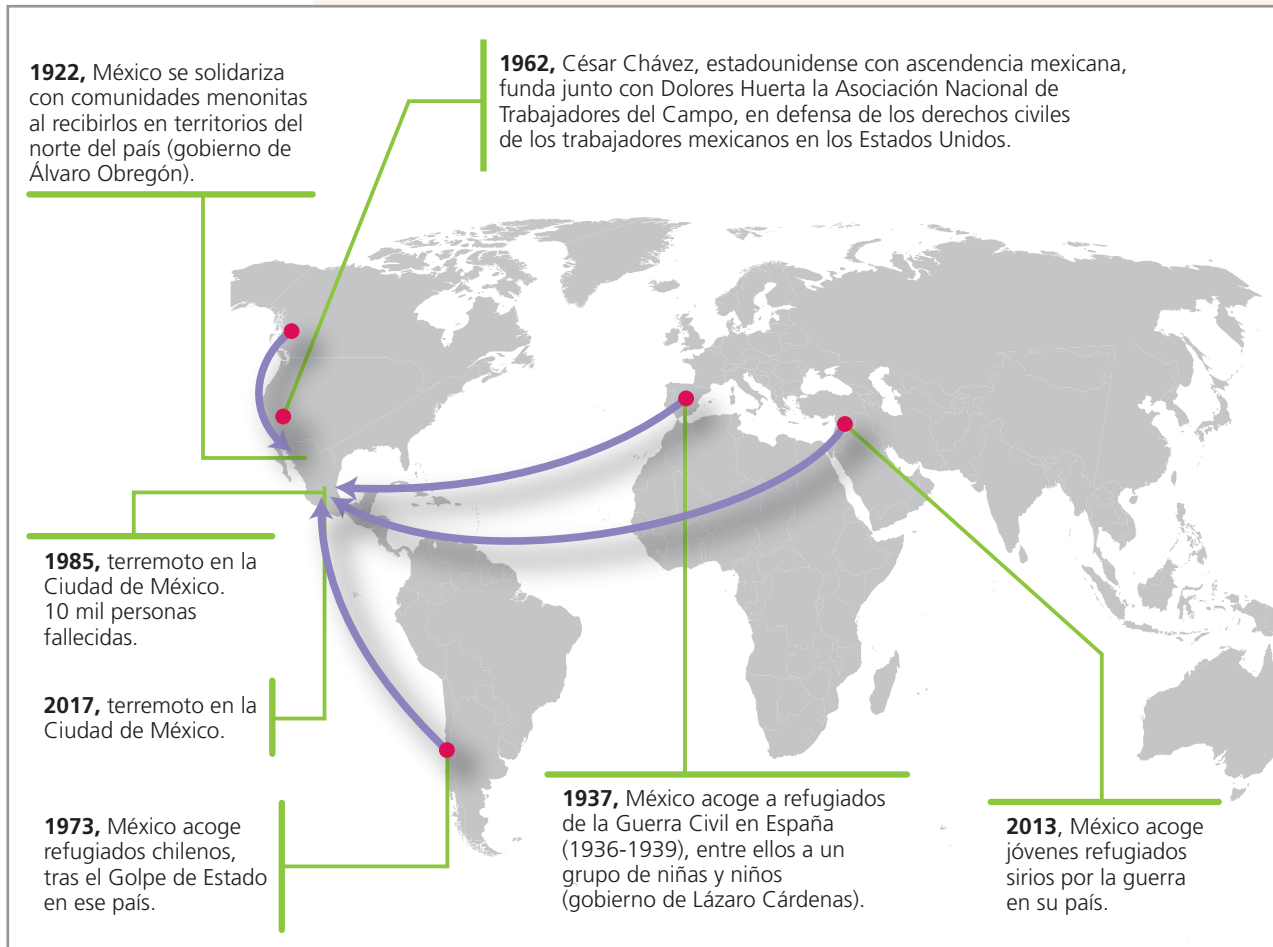 1922, México se solidariza
con comunidades menonitas
al recibirlos en territorios del
norte del país (gobierno de
Álvaro Obregón).
1962, César Chávez, estadounidense con ascendencia mexicana,
funda junto con Dolores Huerta la Asociación Nacional de
Trabajadores del Campo, en defensa de los derechos civiles
de los trabajadores mexicanos en los Estados Unidos.
1985, terremoto en la
Ciudad de México.
10 mil personas
fallecidas.
2017, terremoto en la
Ciudad de México.
1973, México acoge
refugiados chilenos,
tras el Golpe de Estado
en ese país.
1937, México acoge a refugiados
de la Guerra Civil en España
(1936-1939), entre ellos a un
grupo de niñas y niños
(gobierno de Lázaro Cárdenas).
2013, México acoge
jóvenes refugiados
sirios por la guerra
en su país.